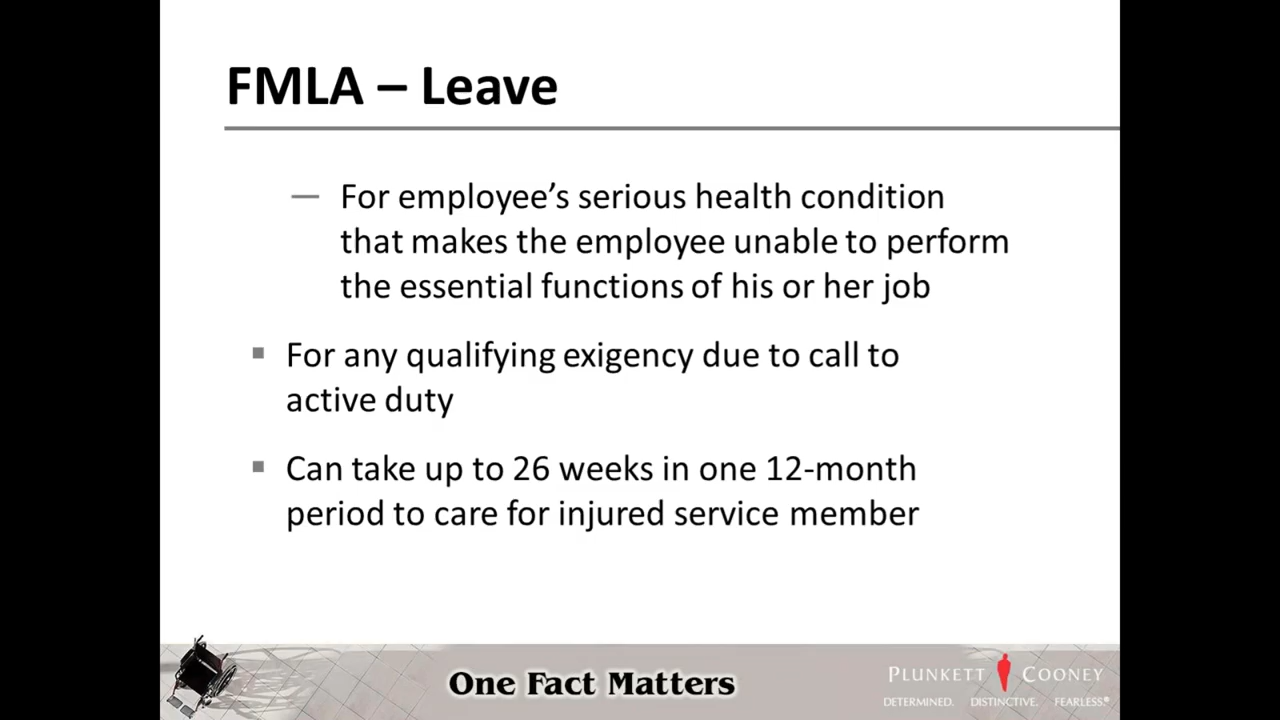 FMLA – Leave
— For employee's serious health condition
that makes the employee unable to perform
the essential functions of his or her job
▪ For any qualifying exigency due to call to
active duty
▪ Can take up to 26 weeks in one 12-month
period to care for injured service member
One Fact Matters
PLUNKETT COONEY
DETERMINED. DISTINCTIVE. FEARLESS.®